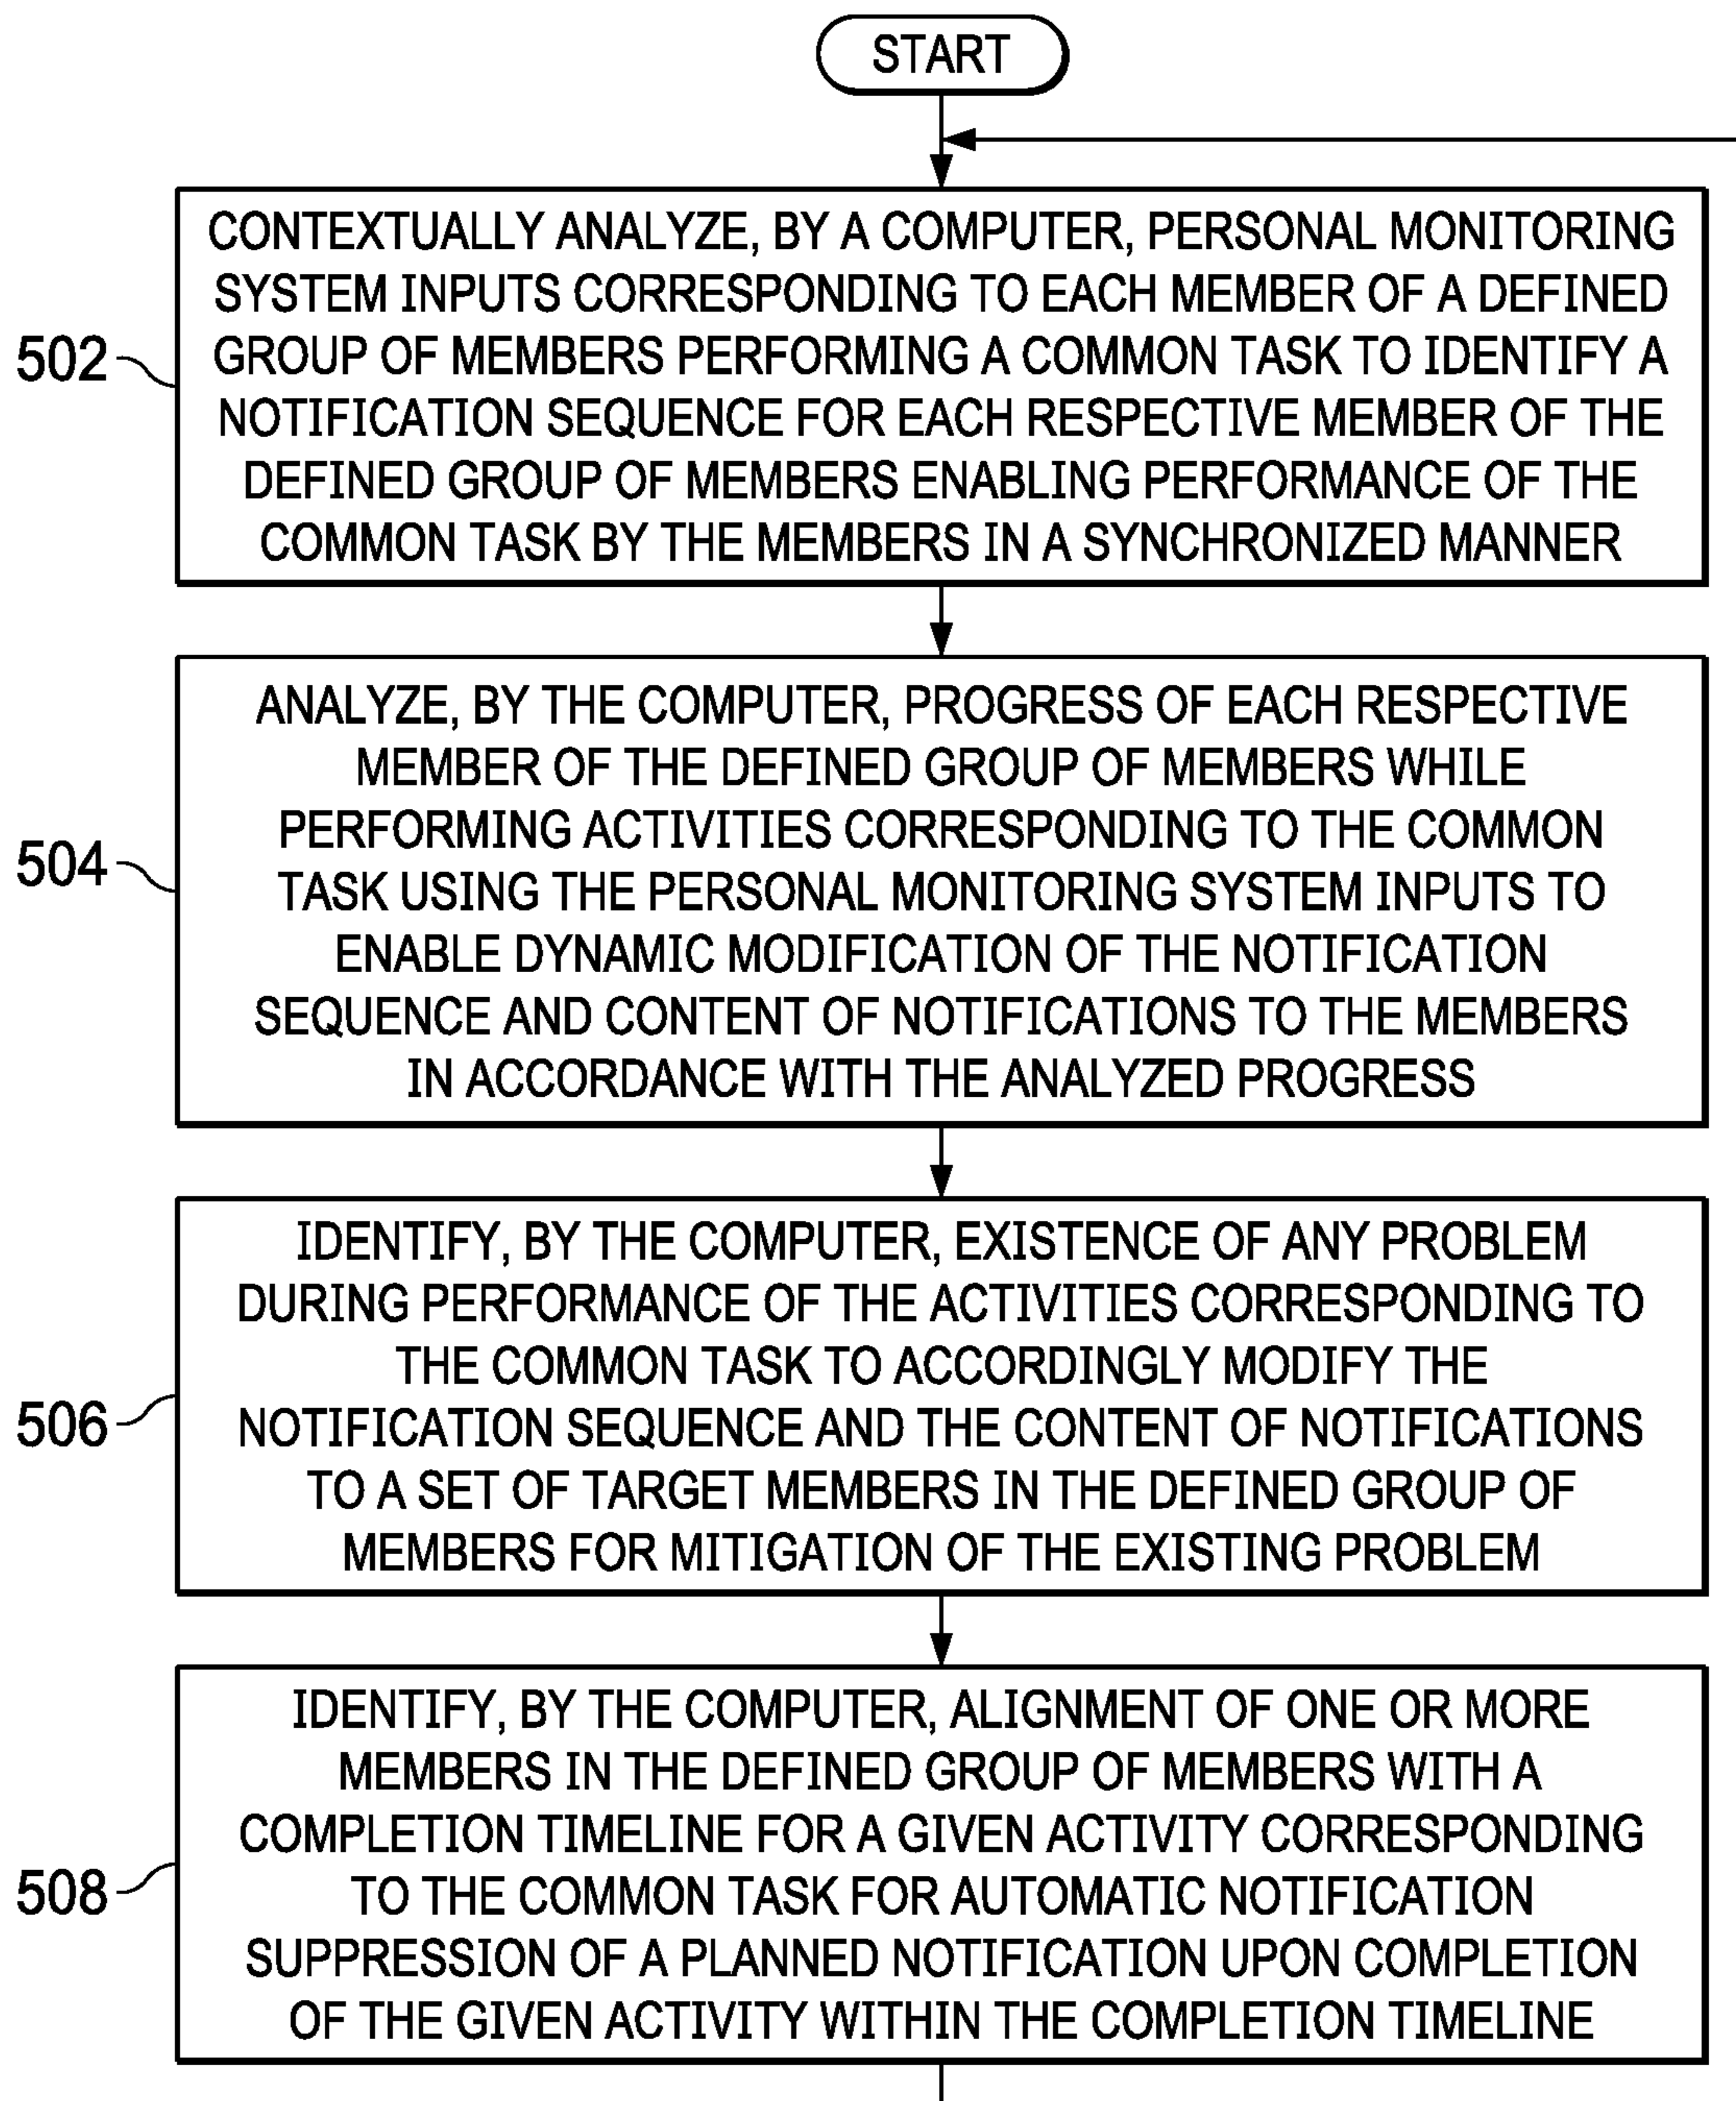 START
CONTEXTUALLY ANALYZE, BY A COMPUTER, PERSONAL MONITORING
SYSTEM INPUTS CORRESPONDING TO EACH MEMBER OF A DEFINED
GROUP OF MEMBERS PERFORMING A COMMON TASK TO IDENTIFY A
NOTIFICATION SEQUENCE FOR EACH RESPECTIVE MEMBER OF THE
DEFINED GROUP OF MEMBERS ENABLING PERFORMANCE OF THE
COMMON TASK BY THE MEMBERS IN A SYNCHRONIZED MANNER
502
ANALYZE, BY THE COMPUTER, PROGRESS OF EACH RESPECTIVE
MEMBER OF THE DEFINED GROUP OF MEMBERS WHILE
PERFORMING ACTIVITIES CORRESPONDING TO THE COMMON
TASK USING THE PERSONAL MONITORING SYSTEM INPUTS TO
ENABLE DYNAMIC MODIFICATION OF THE NOTIFICATION
SEQUENCE AND CONTENT OF NOTIFICATIONS TO THE MEMBERS
IN ACCORDANCE WITH THE ANALYZED PROGRESS
504
IDENTIFY, BY THE COMPUTER, EXISTENCE OF ANY PROBLEM
DURING PERFORMANCE OF THE ACTIVITIES CORRESPONDING TO
THE COMMON TASK TO ACCORDINGLY MODIFY THE
NOTIFICATION SEQUENCE AND THE CONTENT OF NOTIFICATIONS
TO A SET OF TARGET MEMBERS IN THE DEFINED GROUP OF
MEMBERS FOR MITIGATION OF THE EXISTING PROBLEM
506
IDENTIFY, BY THE COMPUTER, ALIGNMENT OF ONE OR MORE
MEMBERS IN THE DEFINED GROUP OF MEMBERS WITH A
COMPLETION TIMELINE FOR A GIVEN ACTIVITY CORRESPONDING
TO THE COMMON TASK FOR AUTOMATIC NOTIFICATION
SUPPRESSION OF A PLANNED NOTIFICATION UPON COMPLETION
OF THE GIVEN ACTIVITY WITHIN THE COMPLETION TIMELINE
508